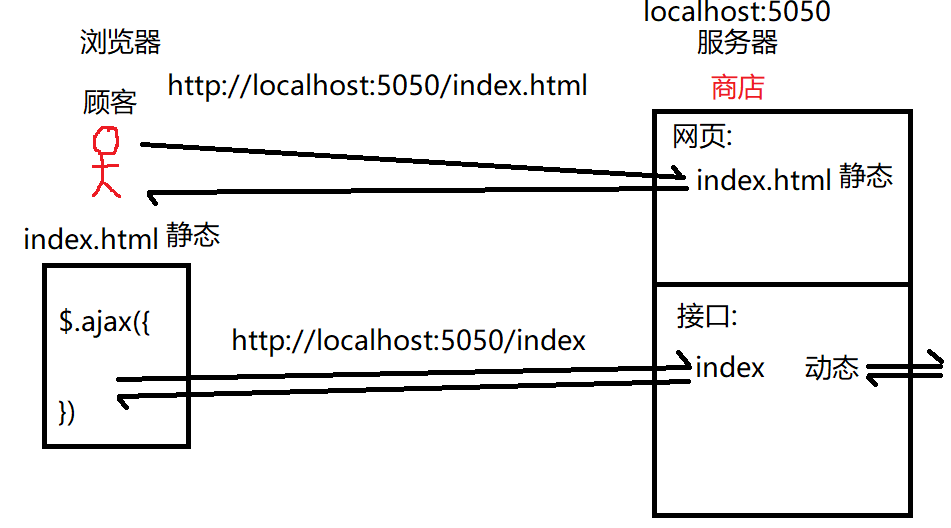 localhost:5050
浏览器
服务器
http://localhost:5050/index.html
商店
顾客
网页:
index.html 静态
index.html 静态
接口:
$.ajax({
http://localhost:5050/index
index 动态
})